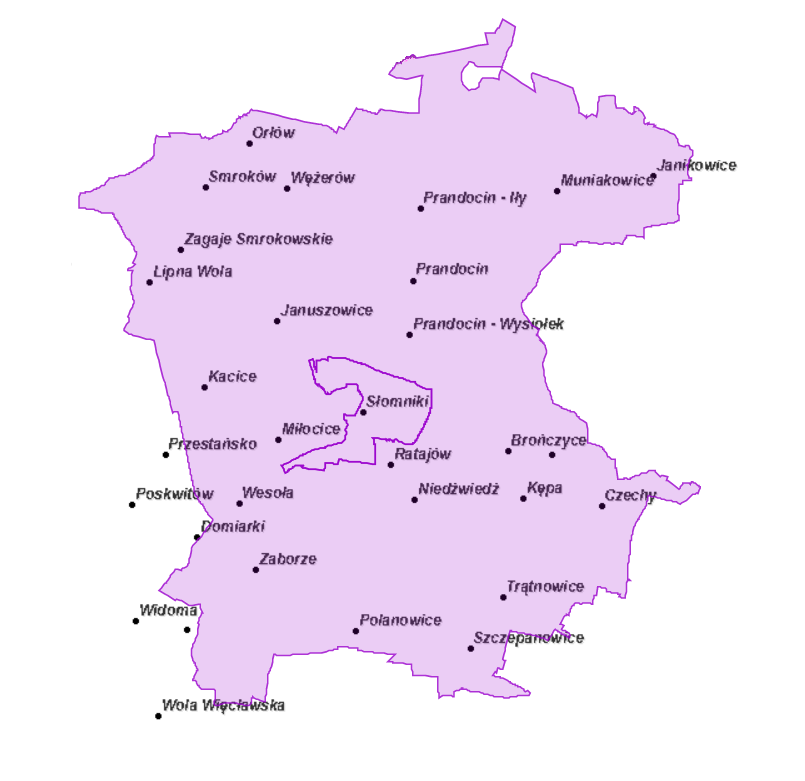 Orłów
Janikowice
Smroków
Wężerów
Muniakowice
Prandocin - Iły
Zagaje Smrokowskie
Lipna Wola
Prandocin
Januszowice
Prandocin - Wysiołek
Kacice
Słomniki
Miłocice
Brończyce
Przestańsko
Ratajów
Niedźwiedź
Kępa
Poskwitów
Wesoła
Czechy
Domiarki
Zaborze
Trątnowice
Widoma
Polanowice
Szczepanowice
Wola Więcławska